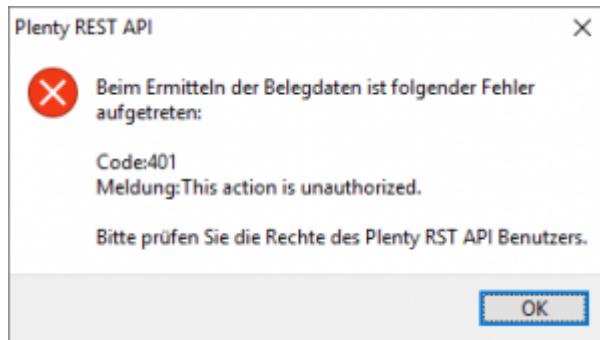 Plenty REST API
Beim Ermitteln der Belegdaten ist folgender Fehler
aufgetreten:
Code:401
Meldung:This action is unauthorized.
Bitte prüfen Sie die Rechte des Plenty RST API Benutzers.
OK